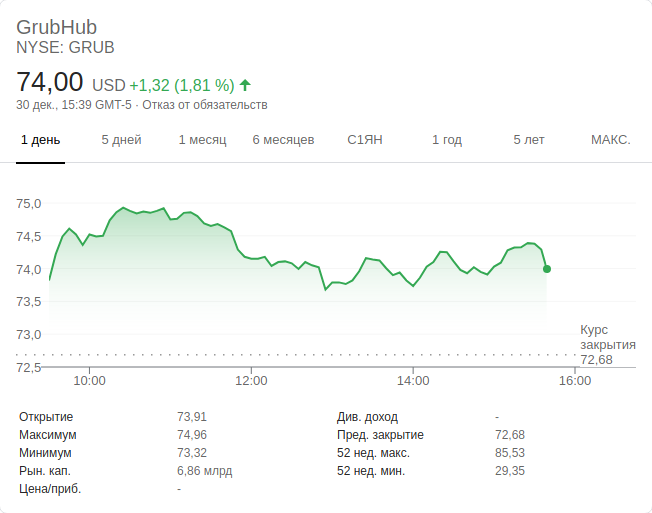 GrubHub
NYSE: GRUB
74,00 USD +1,32 (1,81 %)
30 дек., 15:39 GMT-5 · Отказ от обязательств
1 день 5 дней 1 месяц 6 месяцев С1ЯН 1 год 5 лет МАКС.
75,0
74,5
74,0
73,5
73,0
72,5
Курс
закрытия
72,68
10:00 12:00 14:00 16:00
Открытие 73,91 Див. доход -
Максимум 74,96 Пред. закрытие 72,68
Минимум 73,32 52 нед. макс. 85,53
Рын. кап. 6,86 млрд 52 нед. мин. 29,35
Цена/приб. -